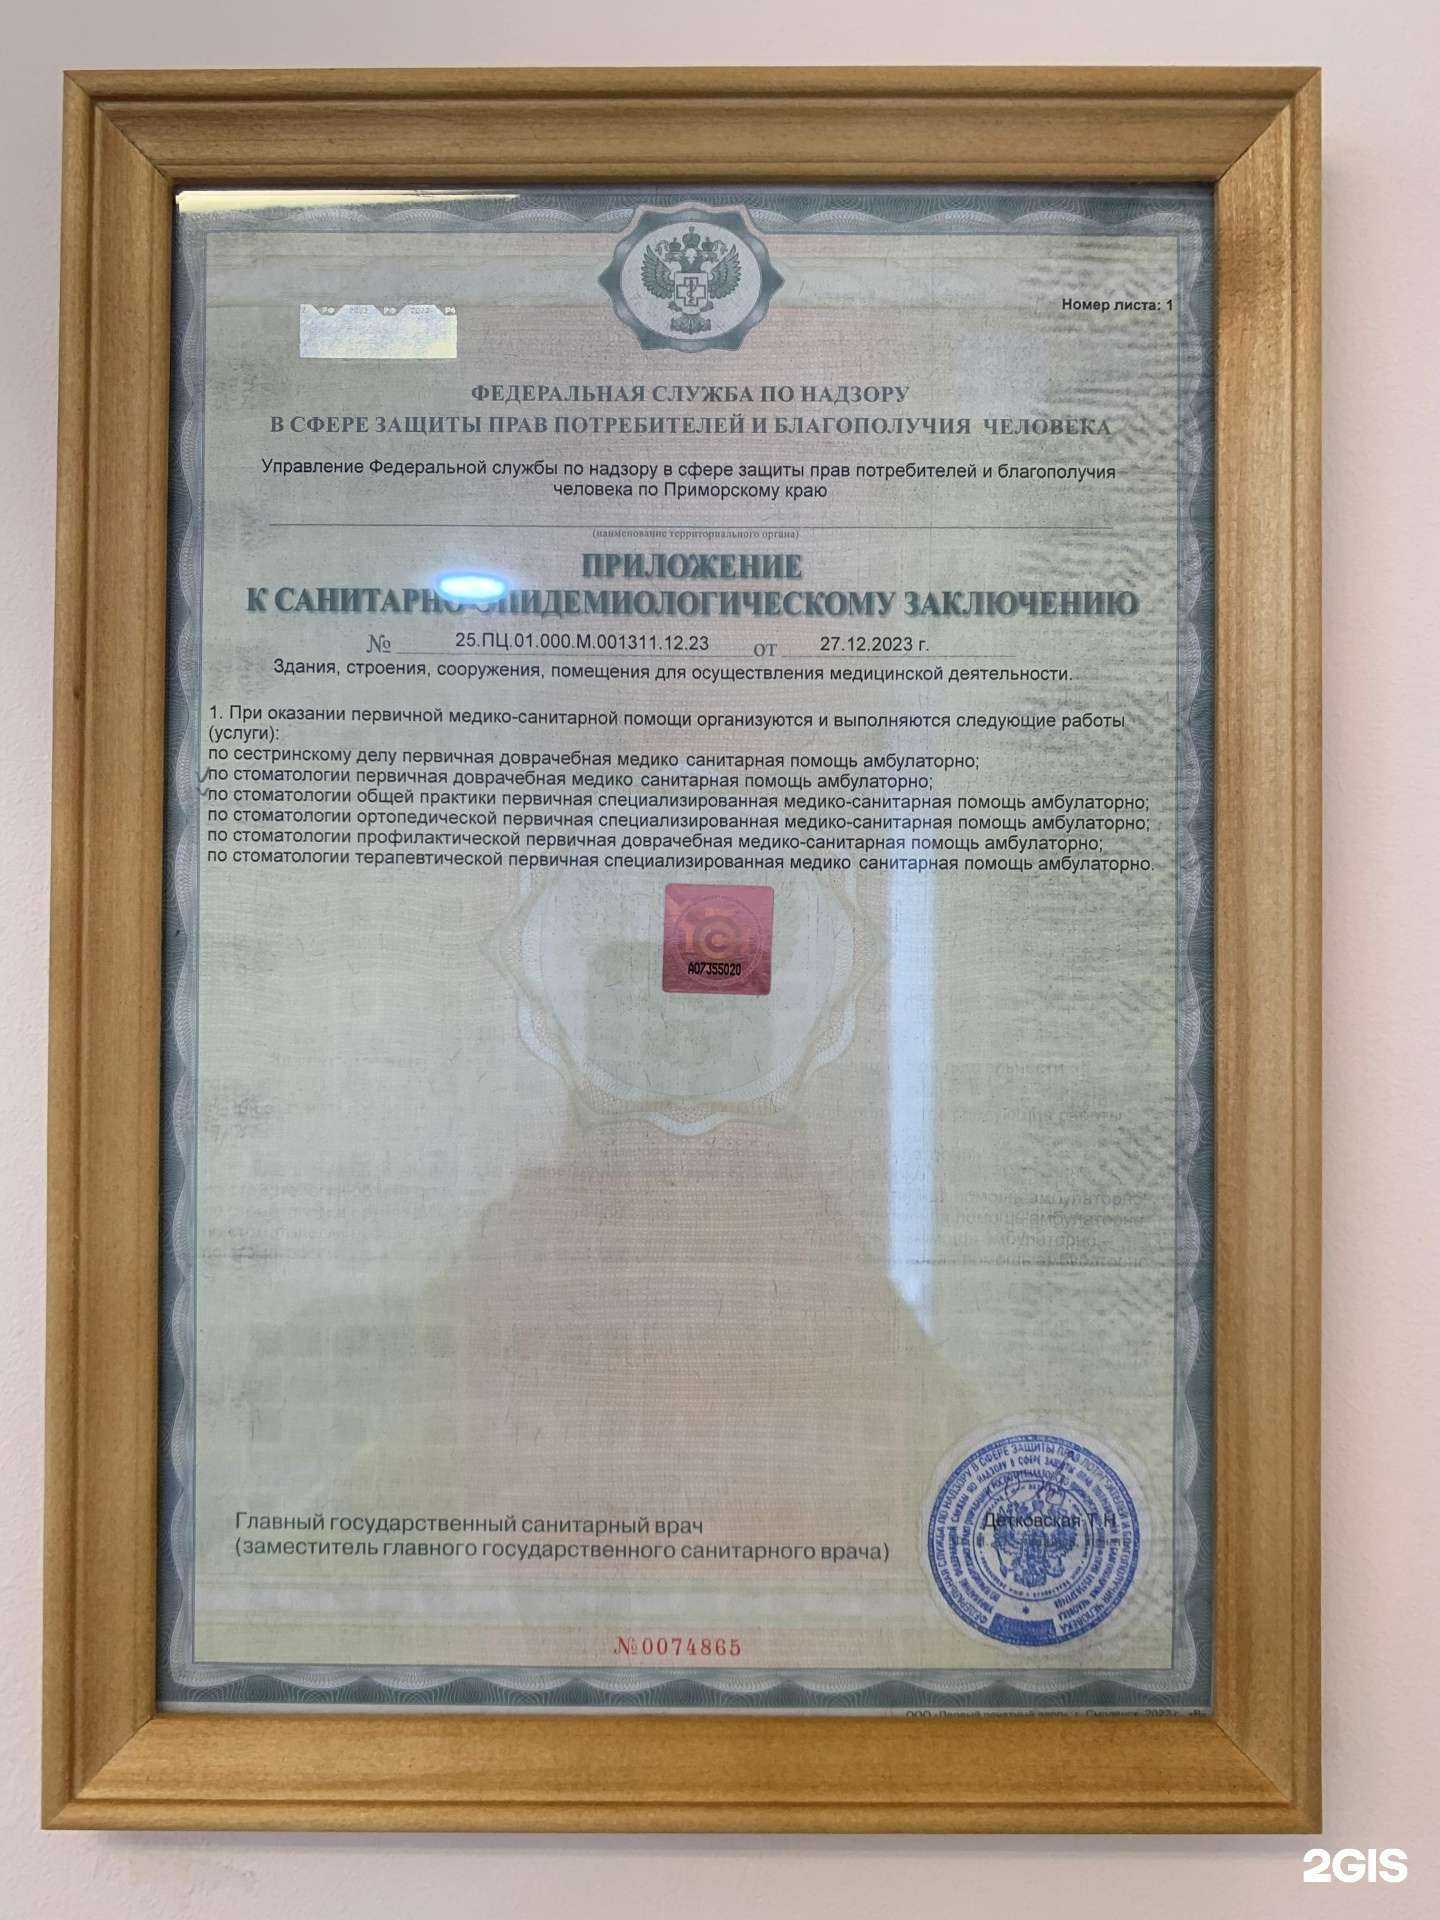 Номер листа: 1
ФЕДЕРАЛЬНАЯ СЛУЖБА ПО НАДЗОРУ
В СФЕРЕ ЗАЩИТЫ ПРАВ ПОТРЕБИТЕЛЕЙ И БЛАГОПОЛУЧИЯ ЧЕЛОВЕКА
Управление Федеральной службы по надзору в сфере защиты прав потребителей и благополучия
человека по Приморскому краю
(наименование территориального органа)
ПРИЛОЖЕНИЕ
К САНИТАРНО-ЭПИДЕМИОЛОГИЧЕСКОМУ ЗАКЛЮЧЕНИЮ
№ 25.ПЦ.01.000.М.001311.12.23 от 27.12.2023 г.
Здания, строения, сооружения, помещения для осуществления медицинской деятельности.
1. При оказании первичной медико-санитарной помощи организуются и выполняются следующие работы
(услуги):
по сестринскому делу первичная доврачебная медико санитарная помощь амбулаторно;
по стоматологии первичная доврачебная медико санитарная помощь амбулаторно;
по стоматологии общей практики первичная специализированная медико-санитарная помощь амбулаторно;
по стоматологии ортопедической первичная специализированная медико-санитарная помощь амбулаторно;
по стоматологии профилактической первичная доврачебная медико-санитарная помощь амбулаторно;
по стоматологии терапевтической первичная специализированная медико санитарная помощь амбулаторно.
А07355020
Главный государственный санитарный врач
(заместитель главного государственного санитарного врача)
Детковская Т.Н.
№0074865
2GIS